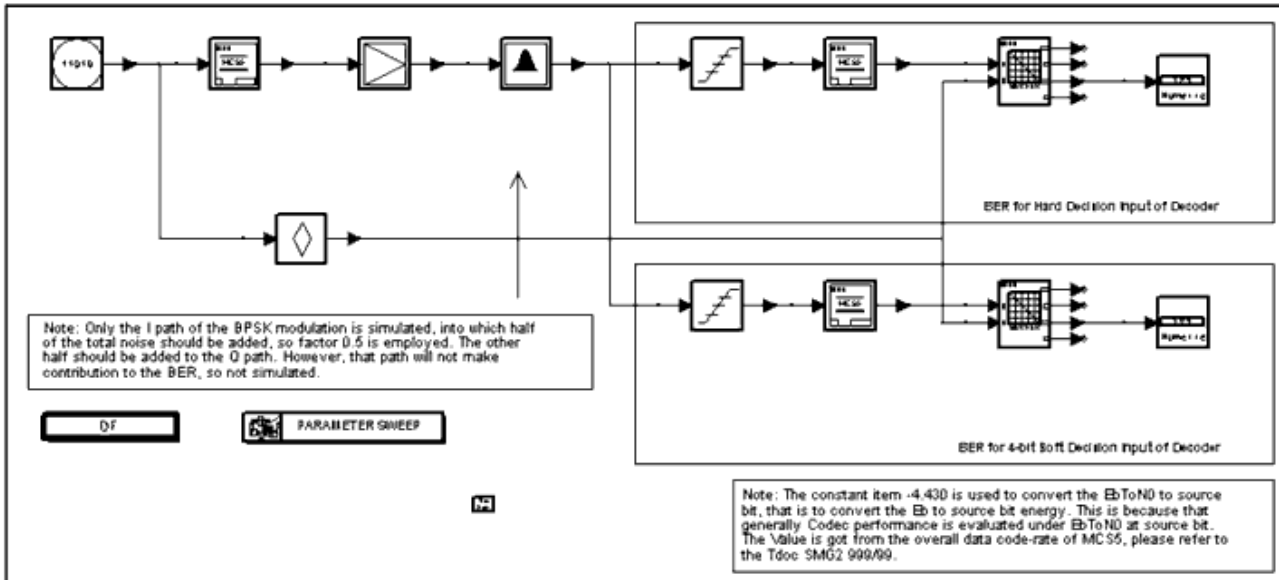 11010
MCS5
MCS5
Numeric
BER for Hard Decision Input of Decoder
MCS5
Numeric
BER for 4-bit Soft Decision Input of Decoder
Note: Only the I path of the BPSK modulation is simulated, into which half
of the total noise should be added, so factor 0.5 is employed. The other
half should be added to the Q path. However, that path will not make
contribution to the BER, so not simulated.
DF
PARAMETER SWEEP
Note: The constant item -4.430 is used to convert the EbToN0 to source
bit, that is to convert the Eb to source bit energy. This is because that
generally Codec performance is evaluated under EbToN0 at source bit.
The Value is got from the overall data code-rate of MCS5, please refer to
the Tdoc SMG2 999/99.